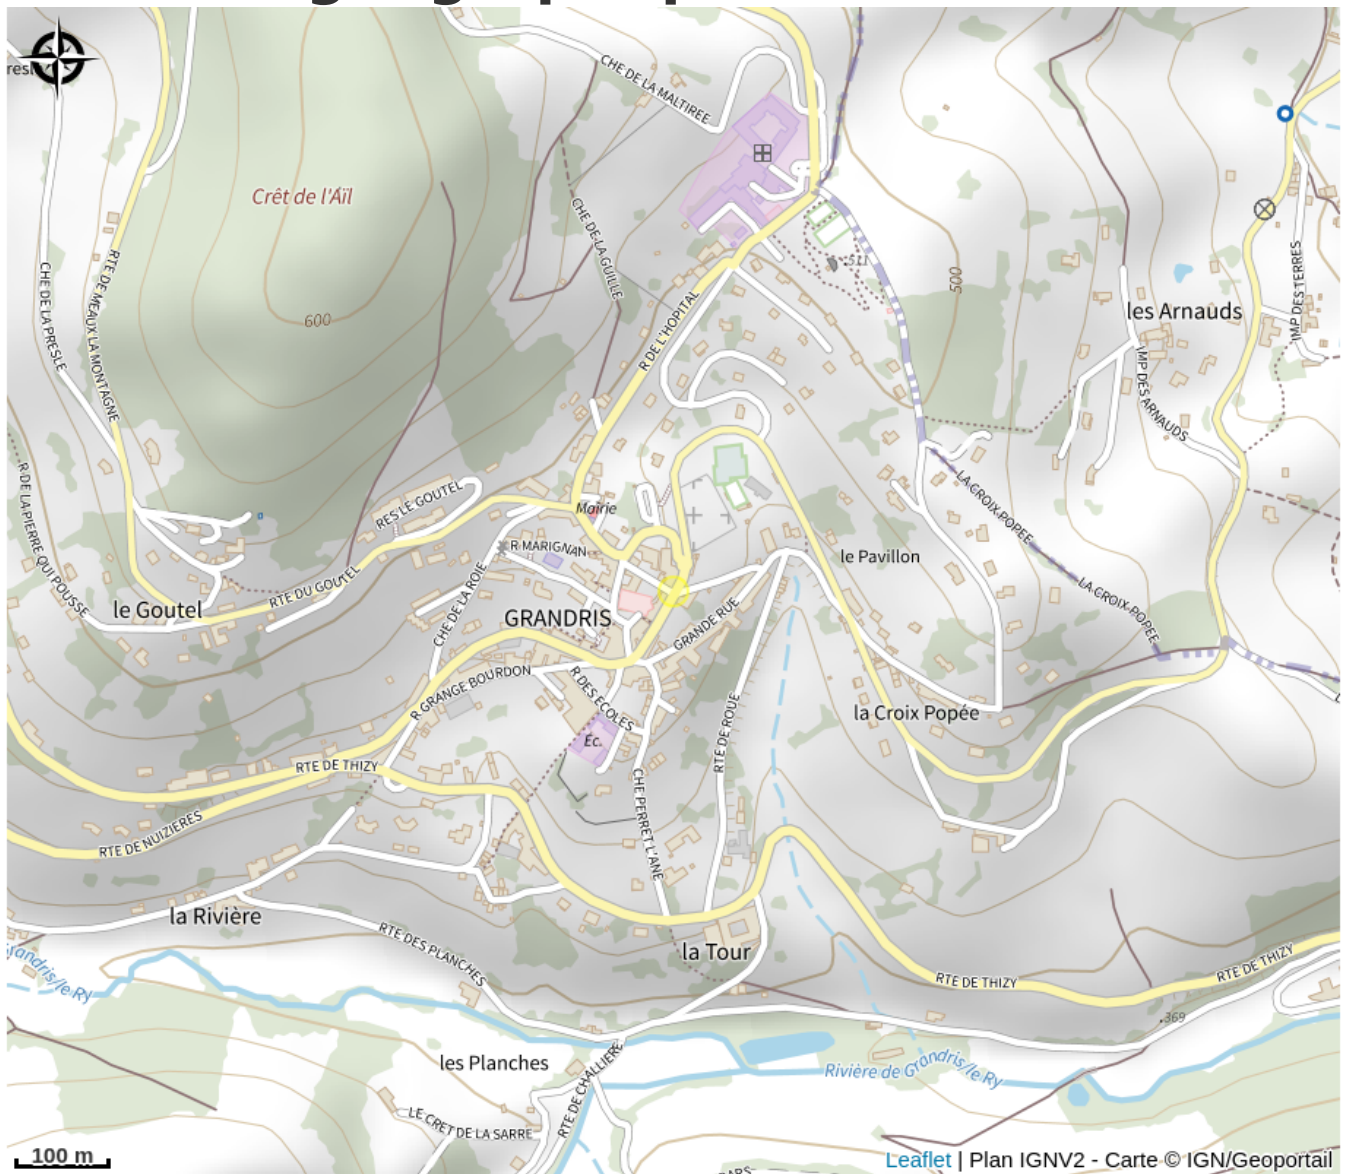 CHE DE LA MALTIREE
Crêt de l'Aïl
CHE DE LA GUILLE
RTE DE MEAUX LA MONTAGNE
CHE DE LA PRESLE
600
.511
500
les Arnauds
IMP DES TERRES
R DE L'HOPITAL
IMP DES ARNAUDS
R DE LA PIERRE QUI POUSSE
RES LE GOUTEL
Mairie
LA CROIX POPEE
R MARIGNAN
le Pavillon
RTE DU GOUTEL
le Goutel
CHE DE LA ROIE
GRANDRIS
GRANDE RUE
LA CROIX POPEE
R GRANGE BOURDON
R DES ECOLES
Éc.
RTE DE ROUE
la Croix Popée
RTE DE THIZY
CHE PERRET L'ANE
RTE DE NUIZIERES
la Rivière
RTE DES PLANCHES
la Tour
RTE DE THIZY
RTE DE THIZY
andris/le Ry
.369
les Planches
RTE DE CHALLIERE
Rivière de Grandris/le Ry
LE CRET DE LA SARRE
100 m
Leaflet | Plan IGNV2 - Carte © IGN/Geoportail